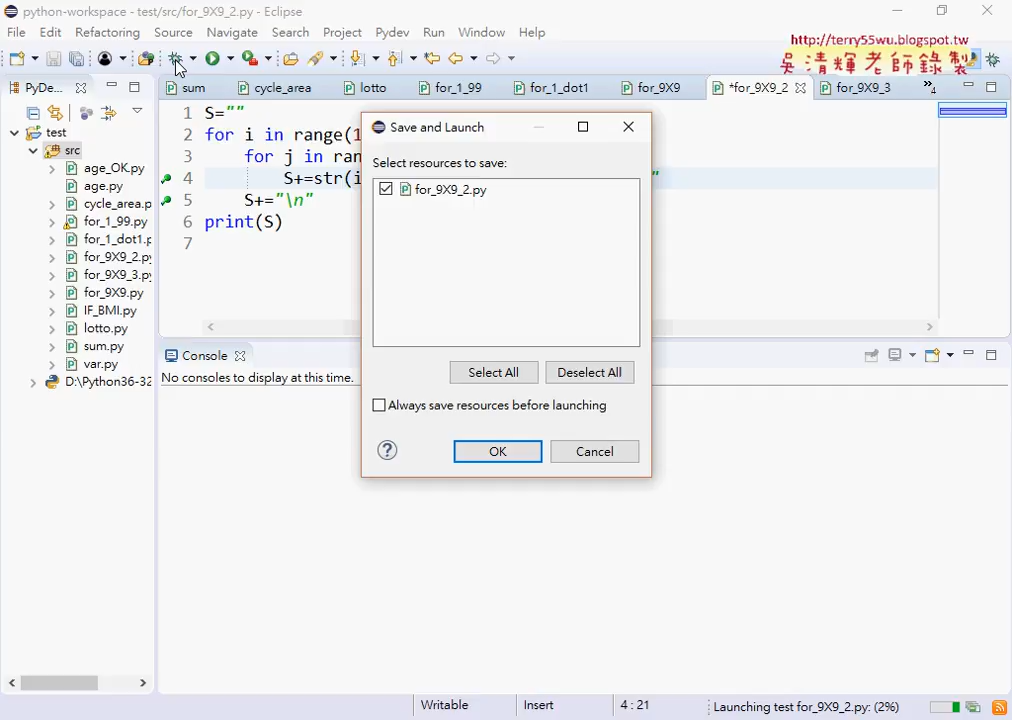 python-workspace - test/src/for_9X9_2.py - Eclipse
File Edit Refactoring Source Navigate Search Project Pydev Run Window Help
http://terry55wu.blogspot.tw
吳清輝老師錄製
PyDe...
sum
cycle_area
lotto
for_1_99
for_1_dot1
for_9X9
*for_9X9_2
for_9X9_3
»4
test
src
age_OK.py
age.py
cycle_area.p
for_1_99.py
for_1_dot1.p
for_9X9_2.py
for_9X9_3.py
for_9X9.py
IF_BMI.py
lotto.py
sum.py
var.py
D:\Python36-32
1 S=""
2 for i in range(1
3 for j in ran
4 S+=str(i "
5 S+="\n"
6 print(S)
7
Save and Launch
Select resources to save:
for_9X9_2.py
Select All
Deselect All
Always save resources before launching
OK
Cancel
Console
No consoles to display at this time.
Writable
Insert
4 : 21
Launching test for_9X9_2.py: (2%)